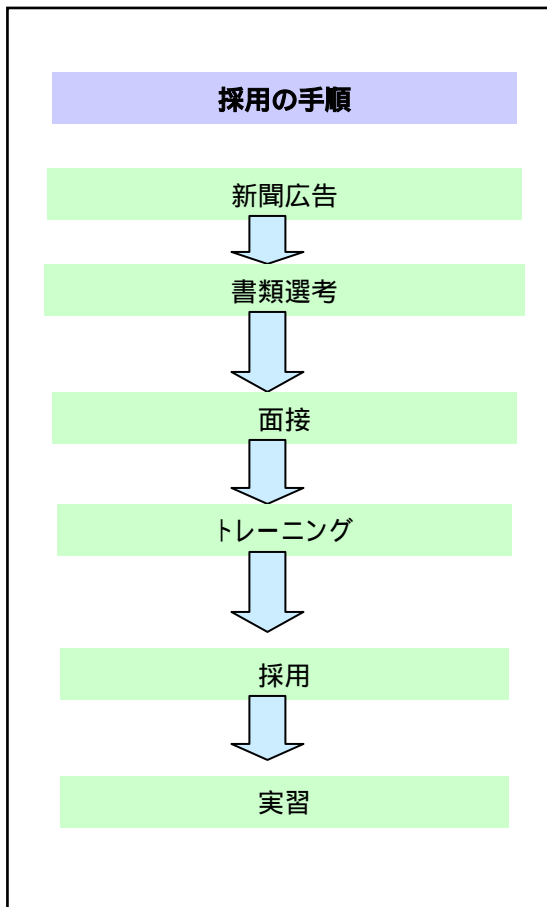 採用の手順
新聞広告
書類選考
面接
トレーニング
採用
実習